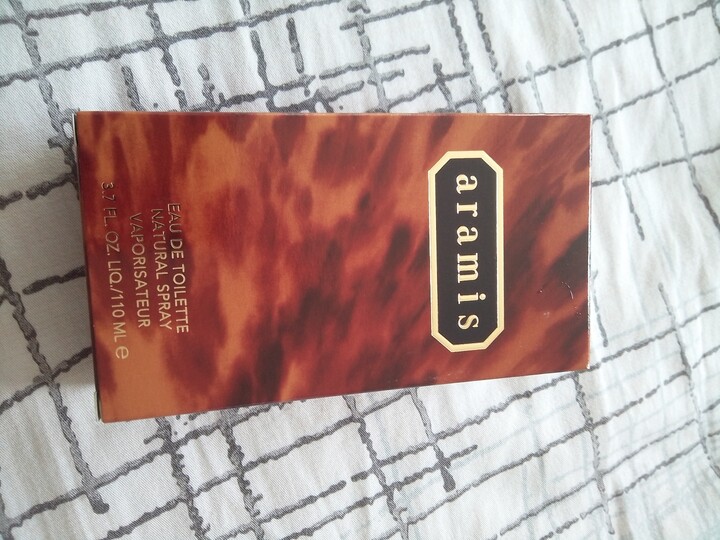 aramis
EAU DE TOILETTE
NATURAL SPRAY
VAPORISATEUR
3.7 FL. OZ. LIQ./110 ML ℮